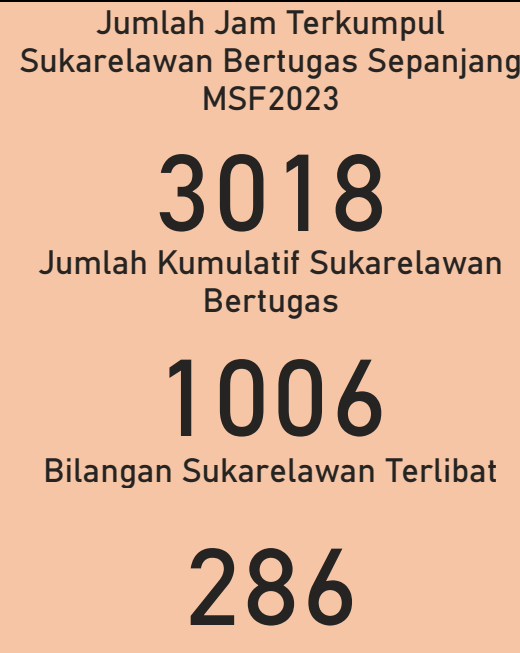 Jumlah Jam Terkumpul
Sukarelawan Bertugas Sepanjang
MSF2023
3018
Jumlah Kumulatif Sukarelawan
Bertugas
1006
Bilangan Sukarelawan Terlibat
286